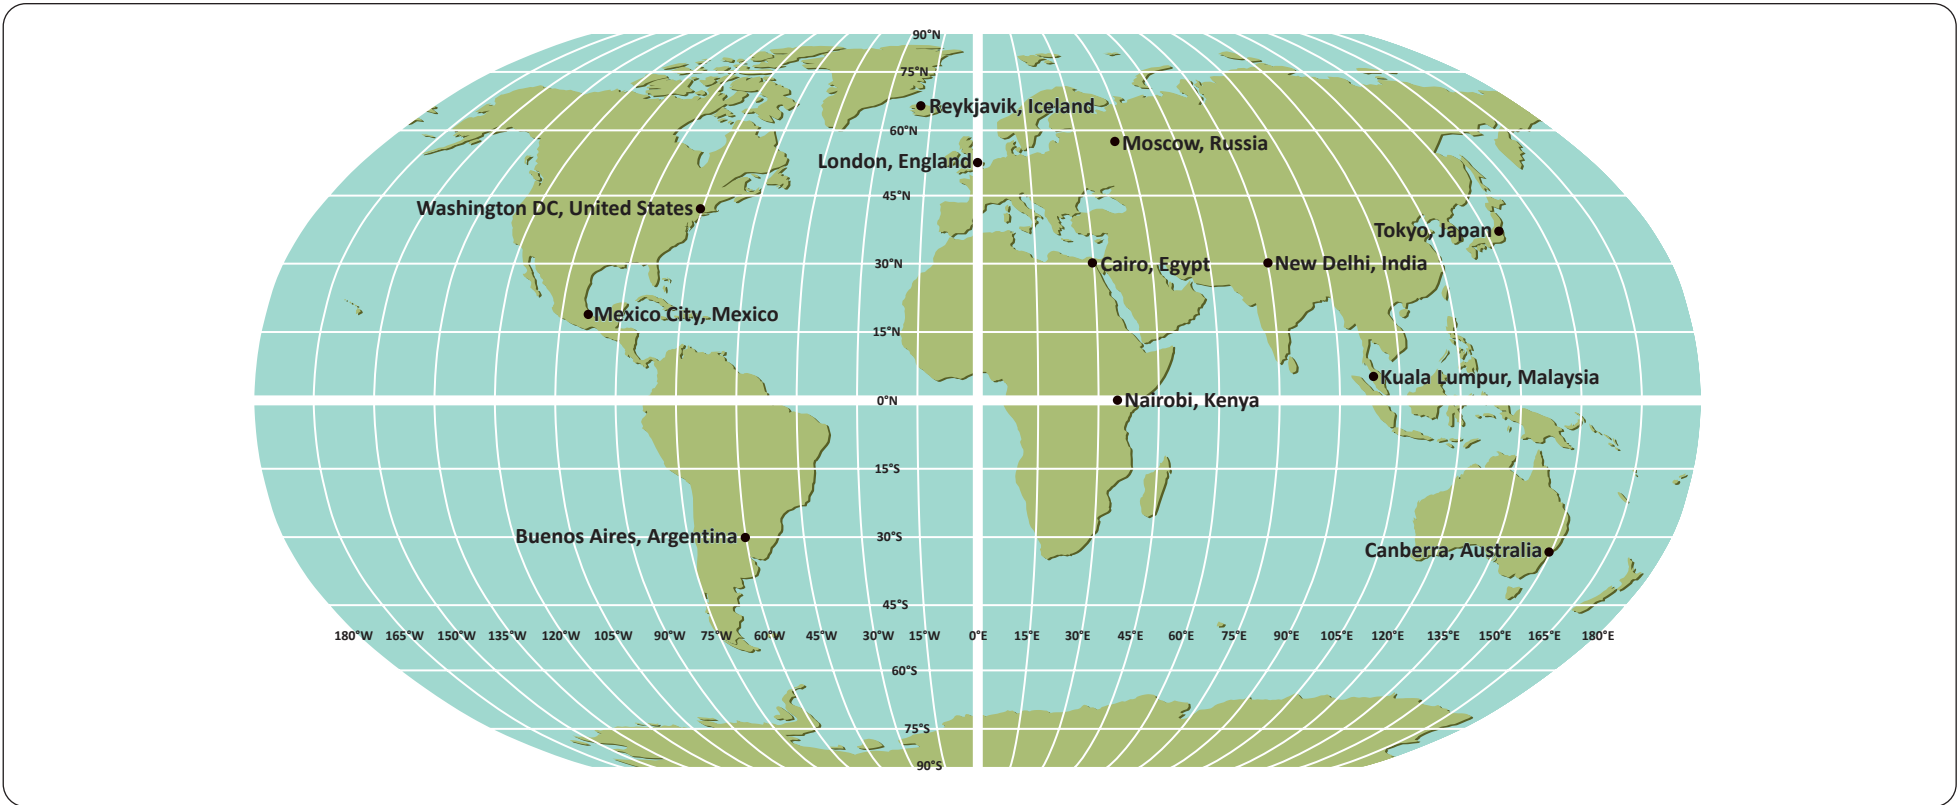 90°N
75°N
Reykjavik, Iceland
60°N
Moscow, Russia
London, England
45°N
Washington DC, United States
Tokyo, Japan
30°N
Cairo, Egypt
New Delhi, India
Mexico City, Mexico
15°N
Kuala Lumpur, Malaysia
0°N
Nairobi, Kenya
15°S
Buenos Aires, Argentina
30°S
Canberra, Australia
45°S
180°W 165°W 150°W 135°W 120°W 105°W 90°W 75°W 60°W 45°W 30°W 15°W 0°E 15°E 30°E 45°E 60°E 75°E 90°E 105°E 120°E 135°E 150°E 165°E 180°E
60°S
75°S
90°S